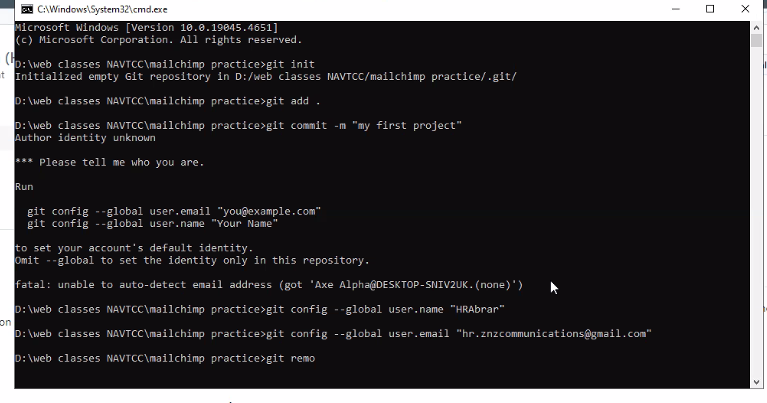 C:\Windows\System32\cmd.exe
Microsoft Windows [Version 10.0.19045.4651]
(c) Microsoft Corporation. All rights reserved.
D:\web classes NAVTCC\mailchimp practice>git init
Initialized empty Git repository in D:/web classes NAVTCC/mailchimp practice/.git/
D:\web classes NAVTCC\mailchimp practice>git add .
D:\web classes NAVTCC\mailchimp practice>git commit -m "my first project"
Author identity unknown
*** Please tell me who you are.
Run
git config --global user.email "you@example.com"
git config --global user.name "Your Name"
to set your account's default identity.
Omit --global to set the identity only in this repository.
fatal: unable to auto-detect email address (got 'Axe Alpha@DESKTOP-SNIV2UK.(none)')
D:\web classes NAVTCC\mailchimp practice>git config --global user.name "HRAbrar"
D:\web classes NAVTCC\mailchimp practice>git config --global user.email "hr.znzcommunications@gmail.com"
D:\web classes NAVTCC\mailchimp practice>git remo